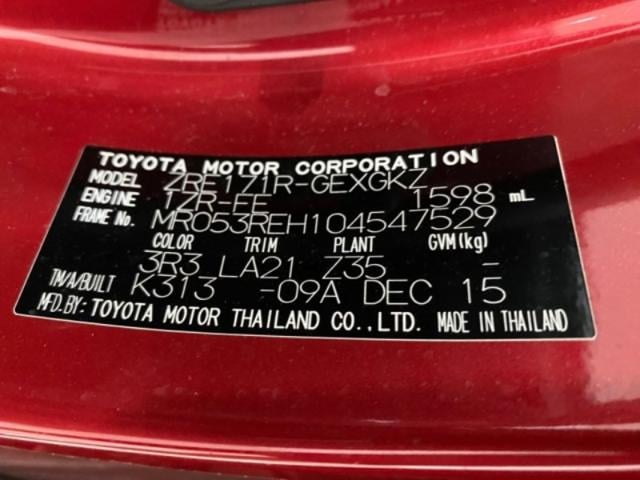 TOYOTA MOTOR CORPORATION
MODEL ZRE171R-GEXGKZ
ENGINE 1ZR-FE 1598 mL
FRAME No. MR053REH104547529
COLOR TRIM PLANT GVM(kg)
3R3 LA21 Z35 -
TM/A/BUILT K313 -09A DEC 15
MFD.BY: TOYOTA MOTOR THAILAND CO.,LTD. MADE IN THAILAND